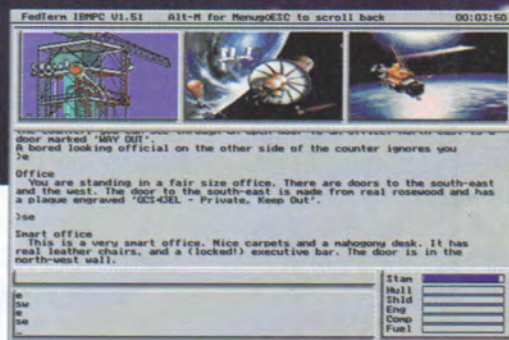 FedTerm IBMPC V1.51 Alt-M for MenugoESC to scroll back 00:03:50
door marked 'WAY OUT'.
A bored looking official on the other side of the counter ignores you
>e
Office
You are standing in a fair size office. There are doors to the south-east
and the west. The door to the south-east is made from real rosewood and has
a plaque engraved 'GCS43EL - Private, Keep Out'.
>se
Smart office
This is a very smart office. Nice carpets and a mahogony desk. It has
real leather chairs, and a (locked!) executive bar. The door is in the
north-west wall.
e
sw
e
se
_
Stam
Hull
Shld
Eng
Comp
Fuel